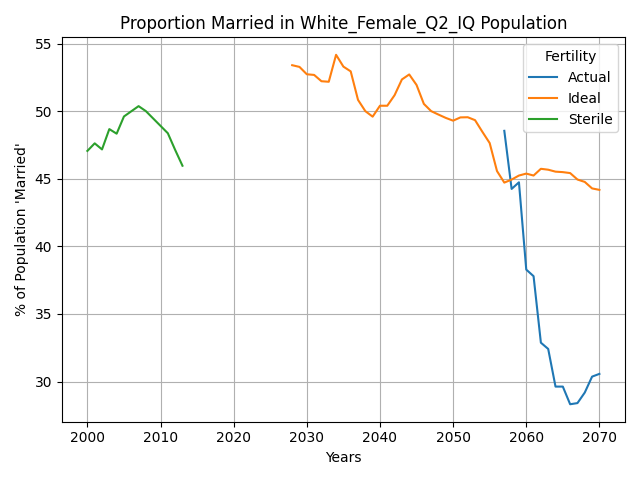 Proportion Married in White_Female_Q2_IQ Population
% of Population 'Married'
55
50
45
40
35
30
Fertility
Actual
Ideal
Sterile
2000 2010 2020 2030 2040 2050 2060 2070
Years